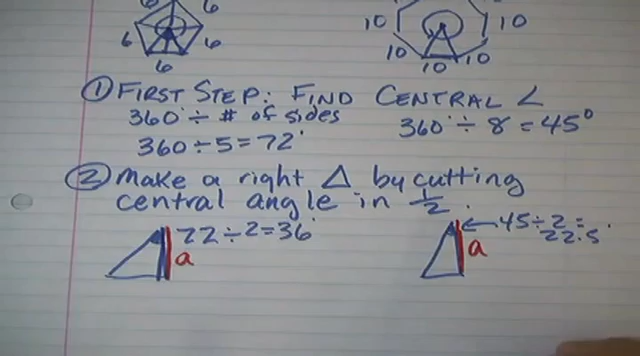 6 6
6 6
6
10 10
10 10
10
① FIRST STEP: FIND CENTRAL ∠
360° ÷ # of sides
360 ÷ 5 = 72°
360° ÷ 8 = 45°
② Make a right △ by cutting
central angle in 1/2.
72 ÷ 2 = 36°
a
← 45 ÷ 2 =
22.5°
a